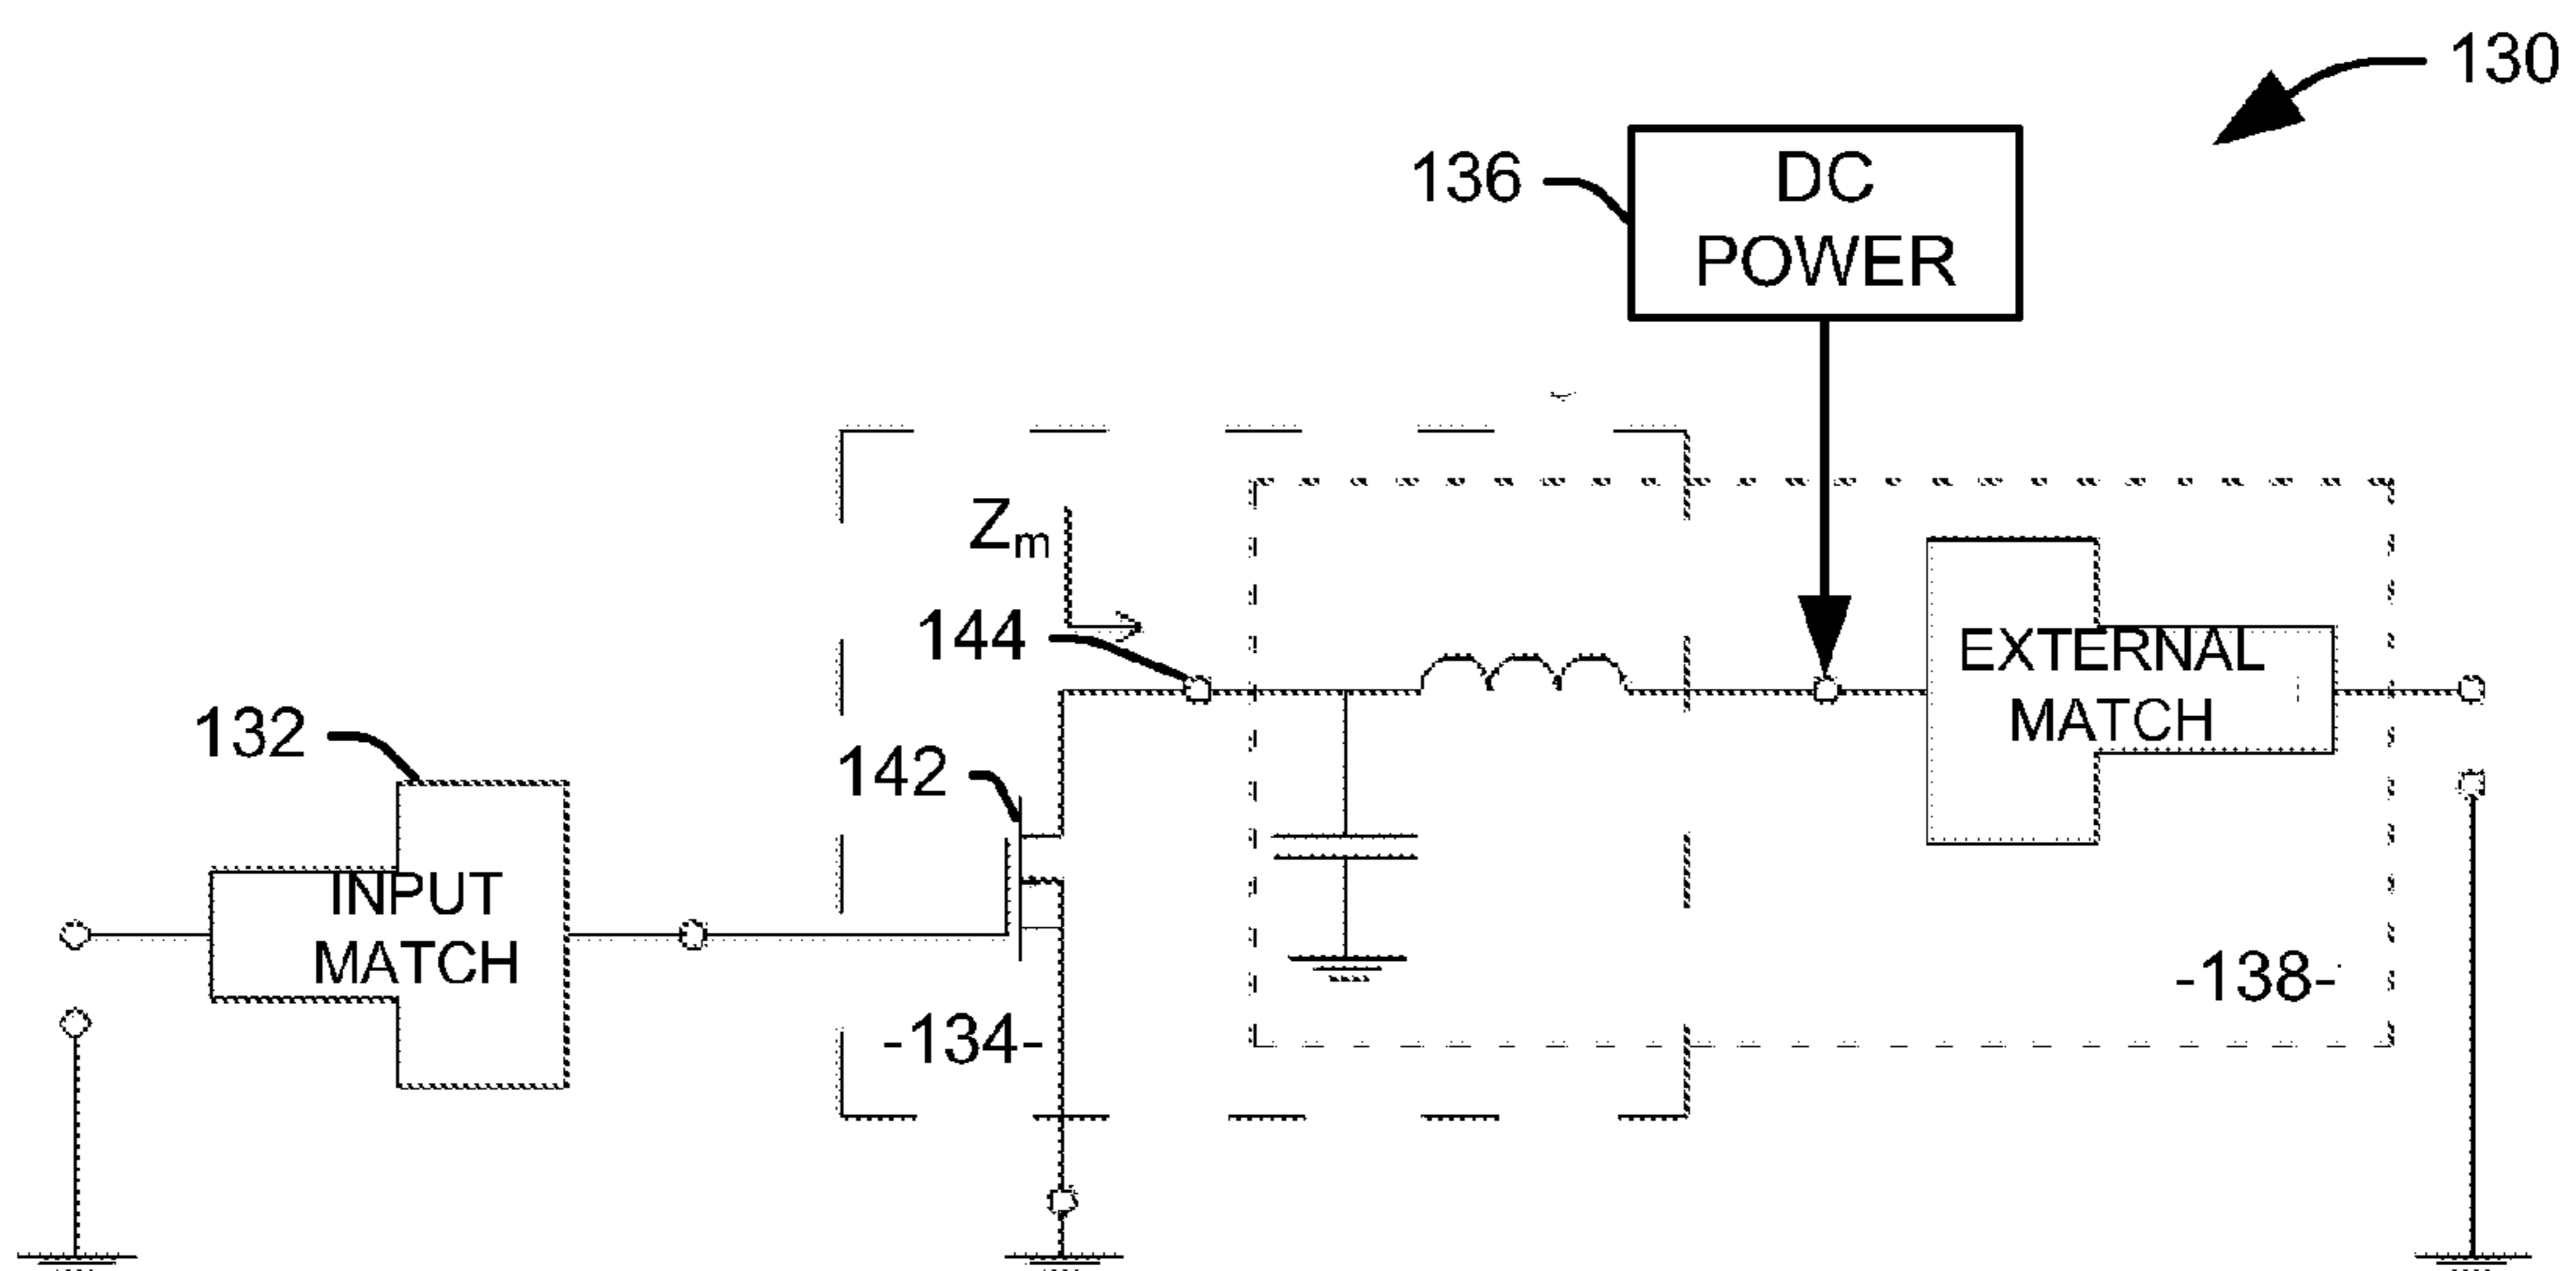 130
136
DC
POWER
Zm
144
EXTERNAL
MATCH
132
142
INPUT
MATCH
-138-
-134-